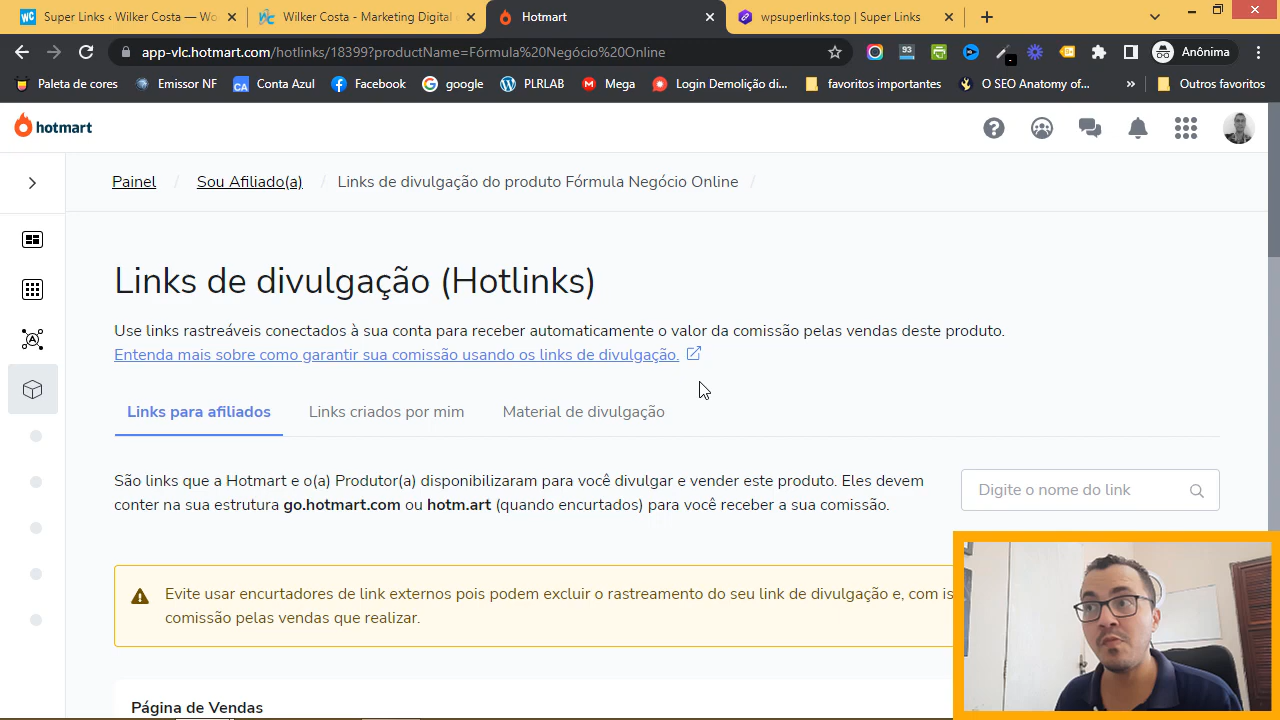 Super Links ‹ Wilker Costa — Wo
Wilker Costa - Marketing Digital
Hotmart
wpsuperlinks.top | Super Links
app-vlc.hotmart.com/hotlinks/18399?productName=Fórmula%20Negócio%20Online
93
Anônima
Paleta de cores
Emissor NF
CA Conta Azul
Facebook
google
PLRLAB
Mega
Login Demolição di...
favoritos importantes
O SEO Anatomy of...
»
Outros favoritos
hotmart
Painel / Sou Afiliado(a) / Links de divulgação do produto Fórmula Negócio Online /
Links de divulgação (Hotlinks)
Use links rastreáveis conectados à sua conta para receber automaticamente o valor da comissão pelas vendas deste produto.
Entenda mais sobre como garantir sua comissão usando os links de divulgação.
Links para afiliados
Links criados por mim
Material de divulgação
São links que a Hotmart e o(a) Produtor(a) disponibilizaram para você divulgar e vender este produto. Eles devem
conter na sua estrutura go.hotmart.com ou hotm.art (quando encurtados) para você receber a sua comissão.
Digite o nome do link
Evite usar encurtadores de link externos pois podem excluir o rastreamento do seu link de divulgação e, com is
comissão pelas vendas que realizar.
Página de Vendas